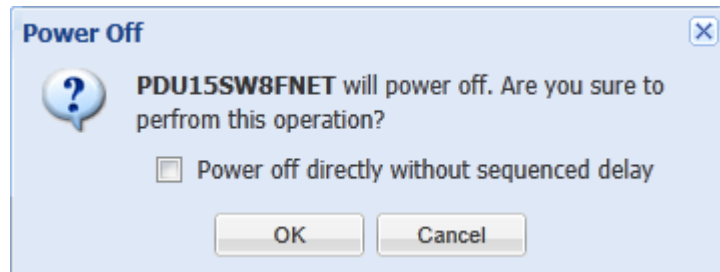 Power Off
PDU15SW8FNET will power off. Are you sure to
perfrom this operation?
Power off directly without sequenced delay
OK
Cancel